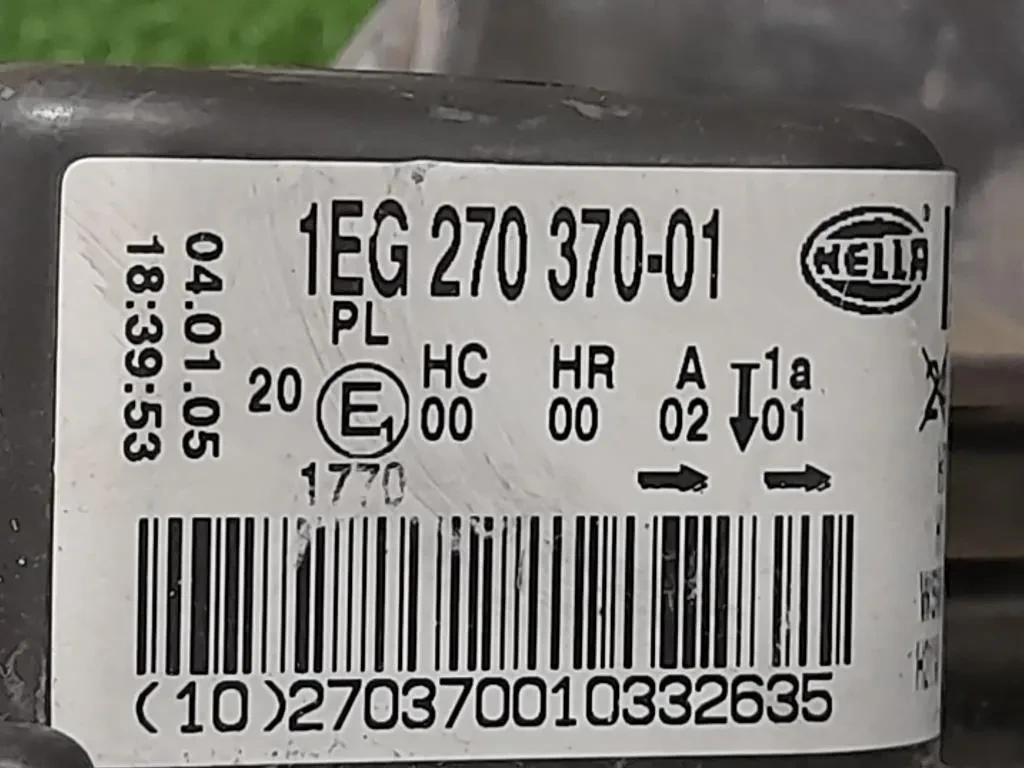 1EG 270 370-01
HELLA
PL
04.01.05
18:39:53
20 E1 HC HR A 1a
00 00 02 01
1770
(10)270370010332635